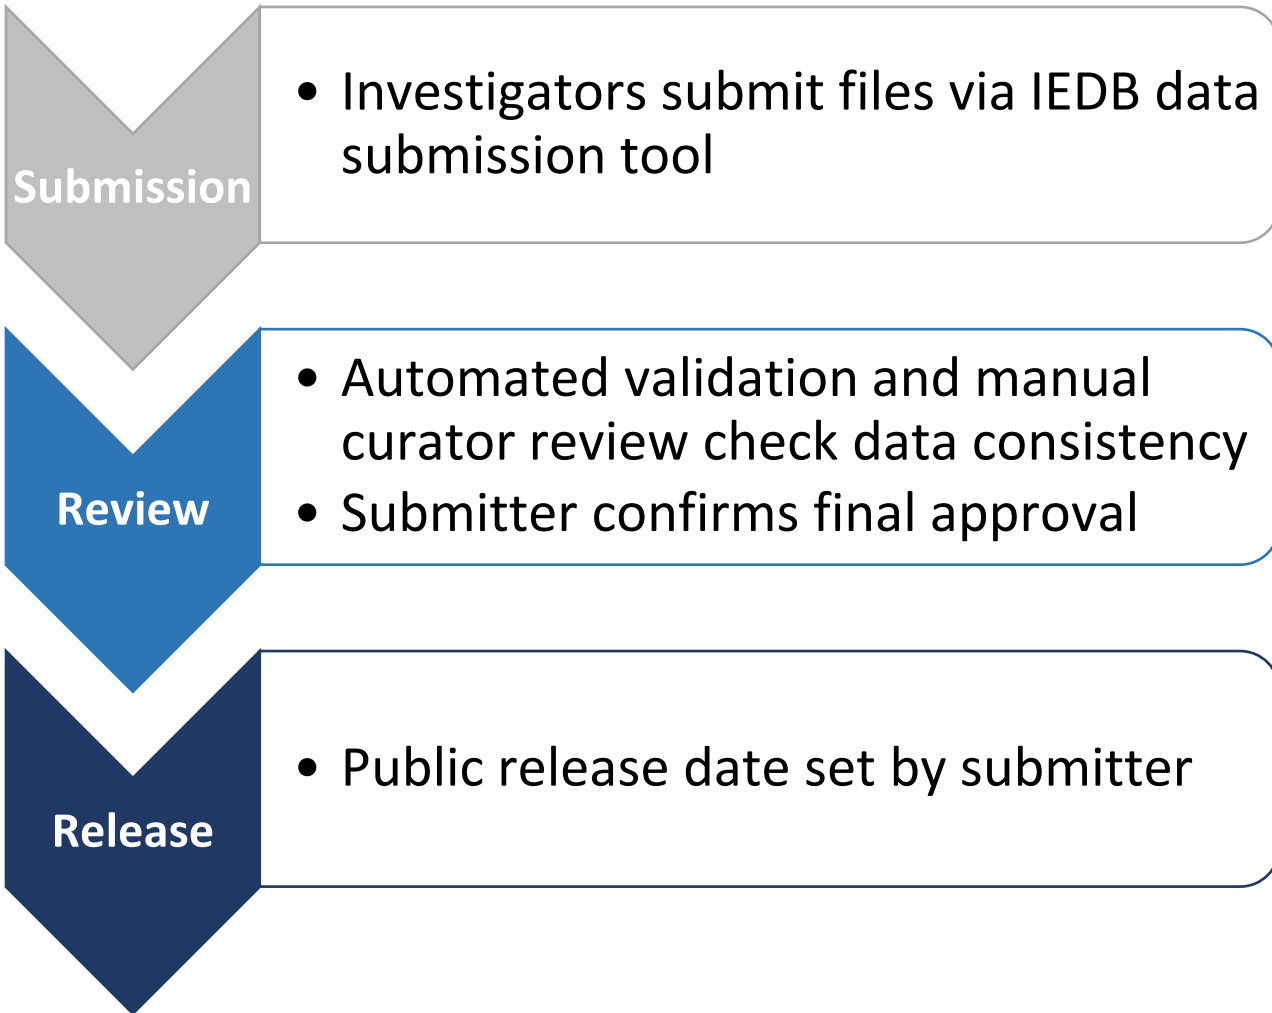 Submission
• Investigators submit files via IEDB data
submission tool
Review
• Automated validation and manual
curator review check data consistency
• Submitter confirms final approval
Release
• Public release date set by submitter